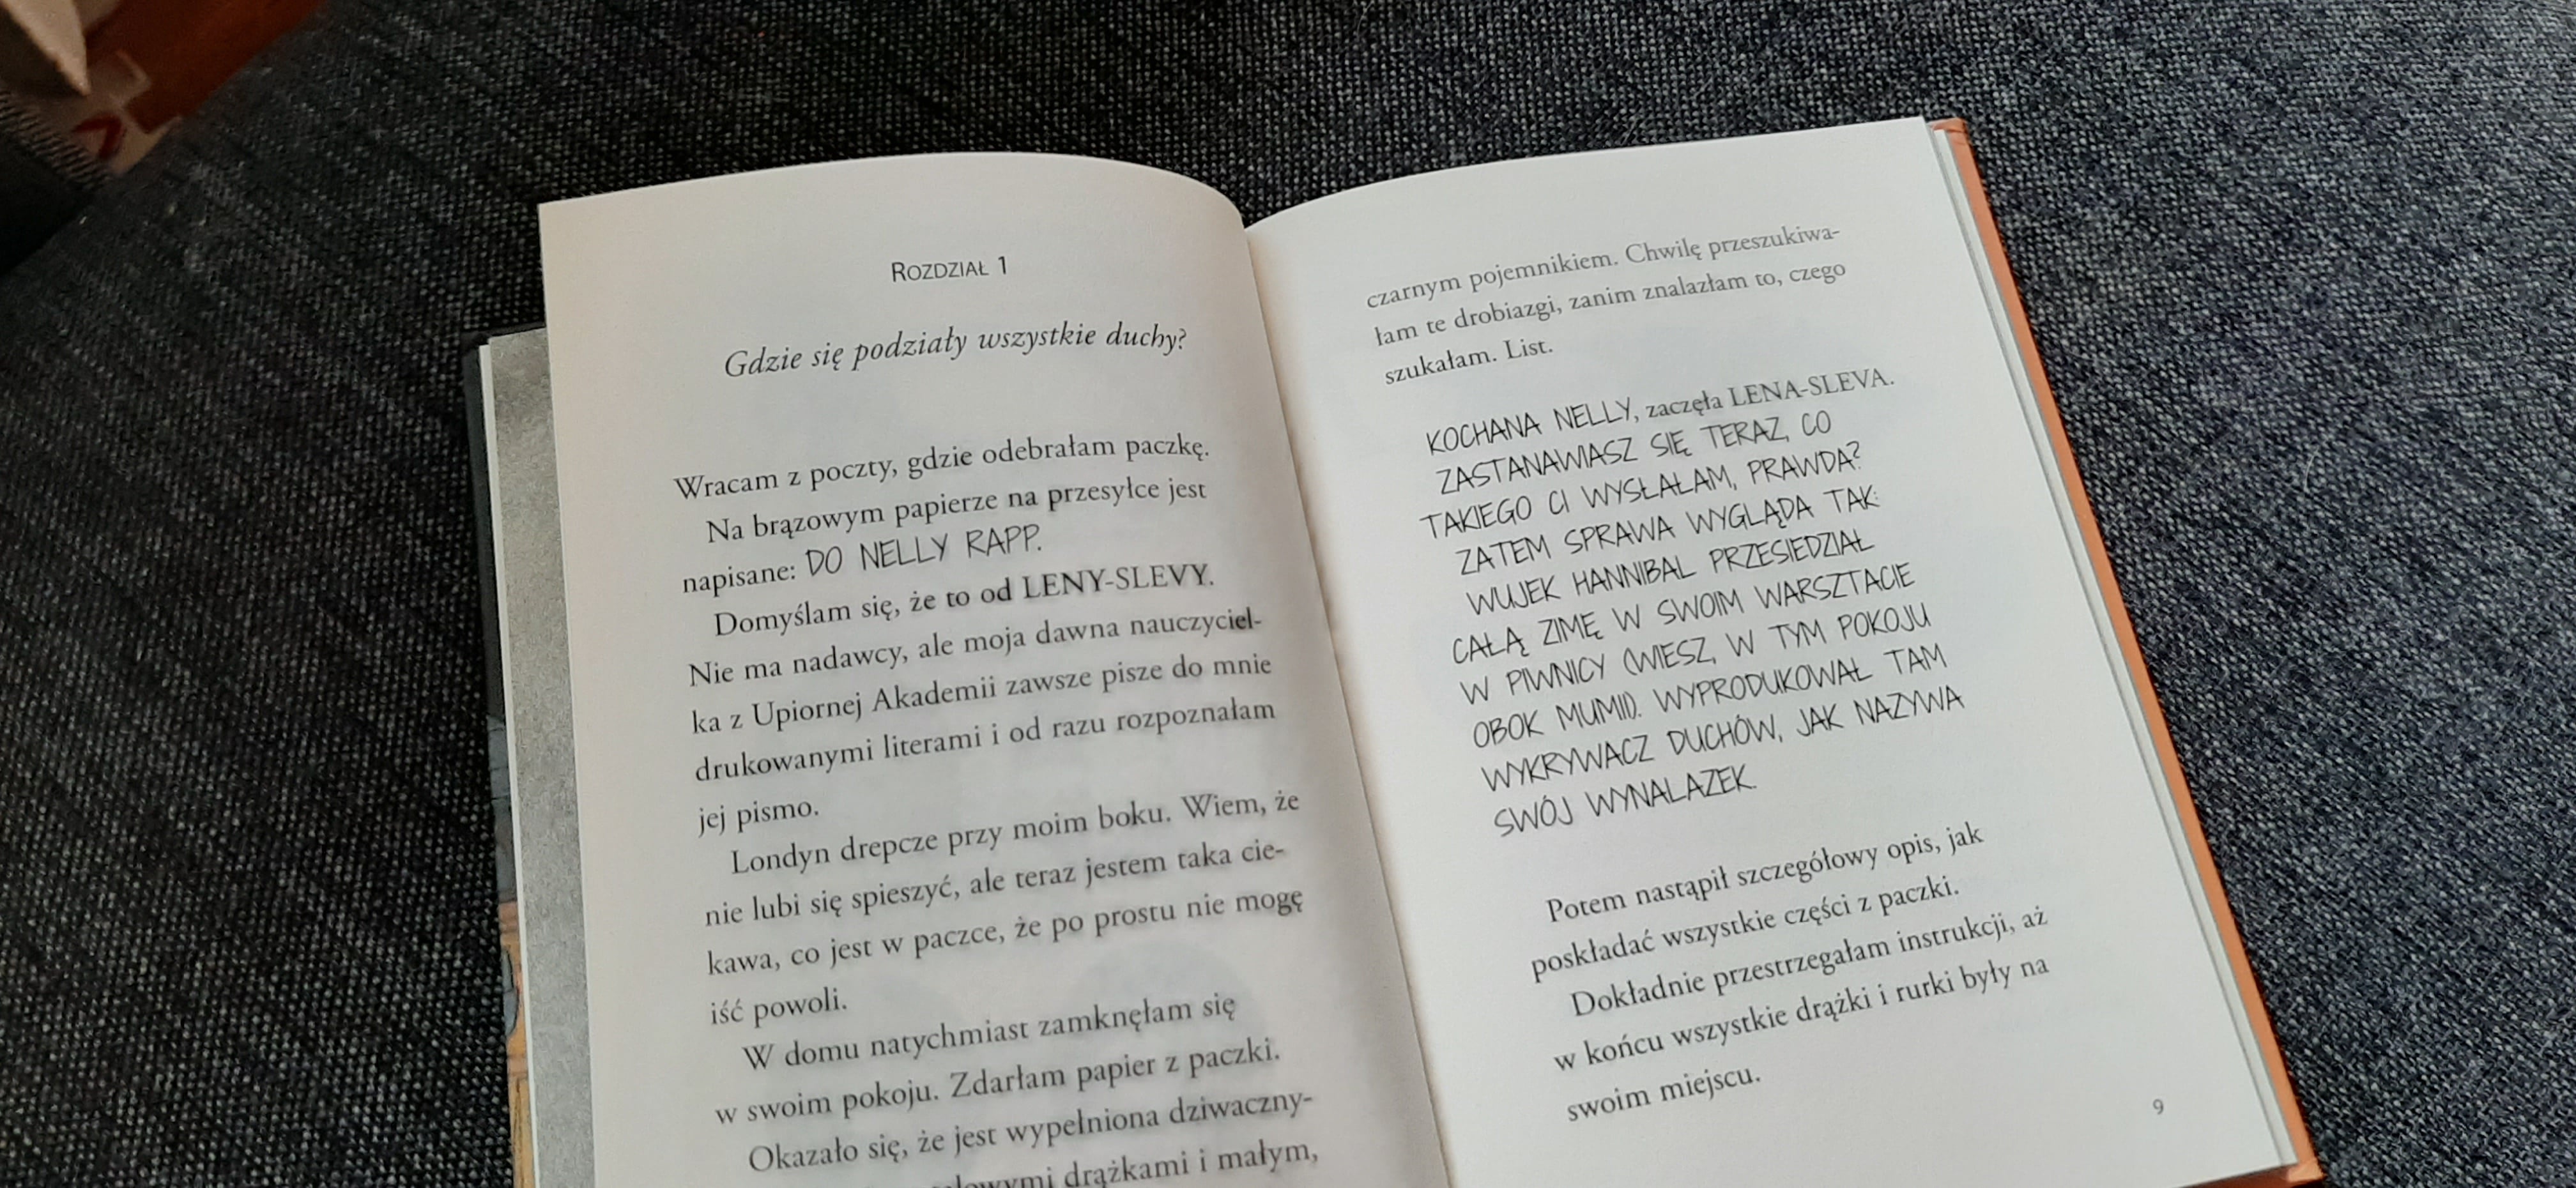 ROZDZIAŁ 1
Gdzie się podziały wszystkie duchy?
Wracam z poczty, gdzie odebrałam paczkę.
Na brązowym papierze na przesyłce jest
napisane: DO NELLY RAPP.
Domyślam się, że to od LENY-SLEVY.
Nie ma nadawcy, ale moja dawna nauczyciel-
ka z Upiornej Akademii zawsze pisze do mnie
drukowanymi literami i od razu rozpoznałam
jej pismo.
Londyn drepcze przy moim boku. Wiem, że
nie lubi się spieszyć, ale teraz jestem taka cie-
kawa, co jest w paczce, że po prostu nie mogę
iść powoli.
W domu natychmiast zamknęłam się
w swoim pokoju. Zdarłam papier z paczki.
Okazało się, że jest wypełniona dziwaczny-
drążkami i małym,
czarnym pojemnikiem. Chwilę przeszukiwa-
łam te drobiazgi, zanim znalazłam to, czego
szukałam. List.
KOCHANA NELLY, zaczęła LENA-SLEVA.
ZASTANAWIASZ SIĘ TERAZ, CO
TAKIEGO CI WYSŁAŁAM, PRAWDA?
ZATEM SPRAWA WYGLĄDA TAK:
WUJEK HANNIBAL PRZESIEDZIAŁ
CAŁĄ ZIMĘ W SWOIM WARSZTACIE
W PIWNICY (WIESZ, W TYM POKOJU
OBOK MUMII). WYPRODUKOWAŁ TAM
WYKRYWACZ DUCHÓW, JAK NAZYWA
SWÓJ WYNALAZEK.
Potem nastąpił szczegółowy opis, jak
poskładać wszystkie części z paczki.
Dokładnie przestrzegałam instrukcji, aż
w końcu wszystkie drążki i rurki były na
swoim miejscu.
9